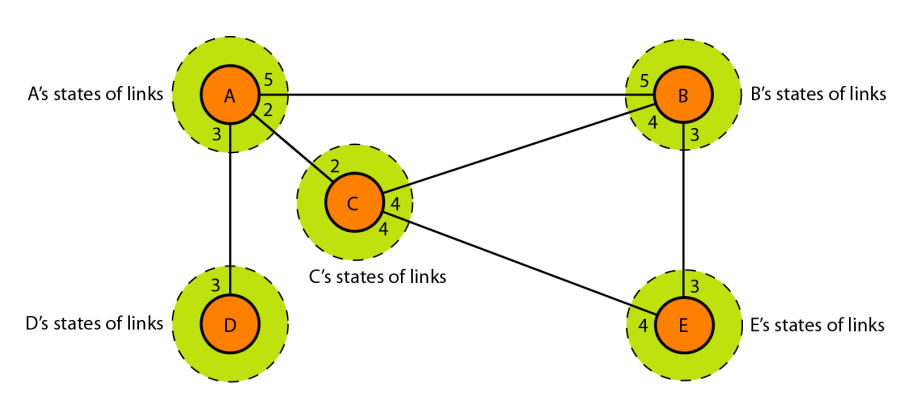 A's states of links
A
5
2
3
5
4
3
B
B's states of links
2
C
4
4
C's states of links
D's states of links
3
D
3
4
E
E's states of links